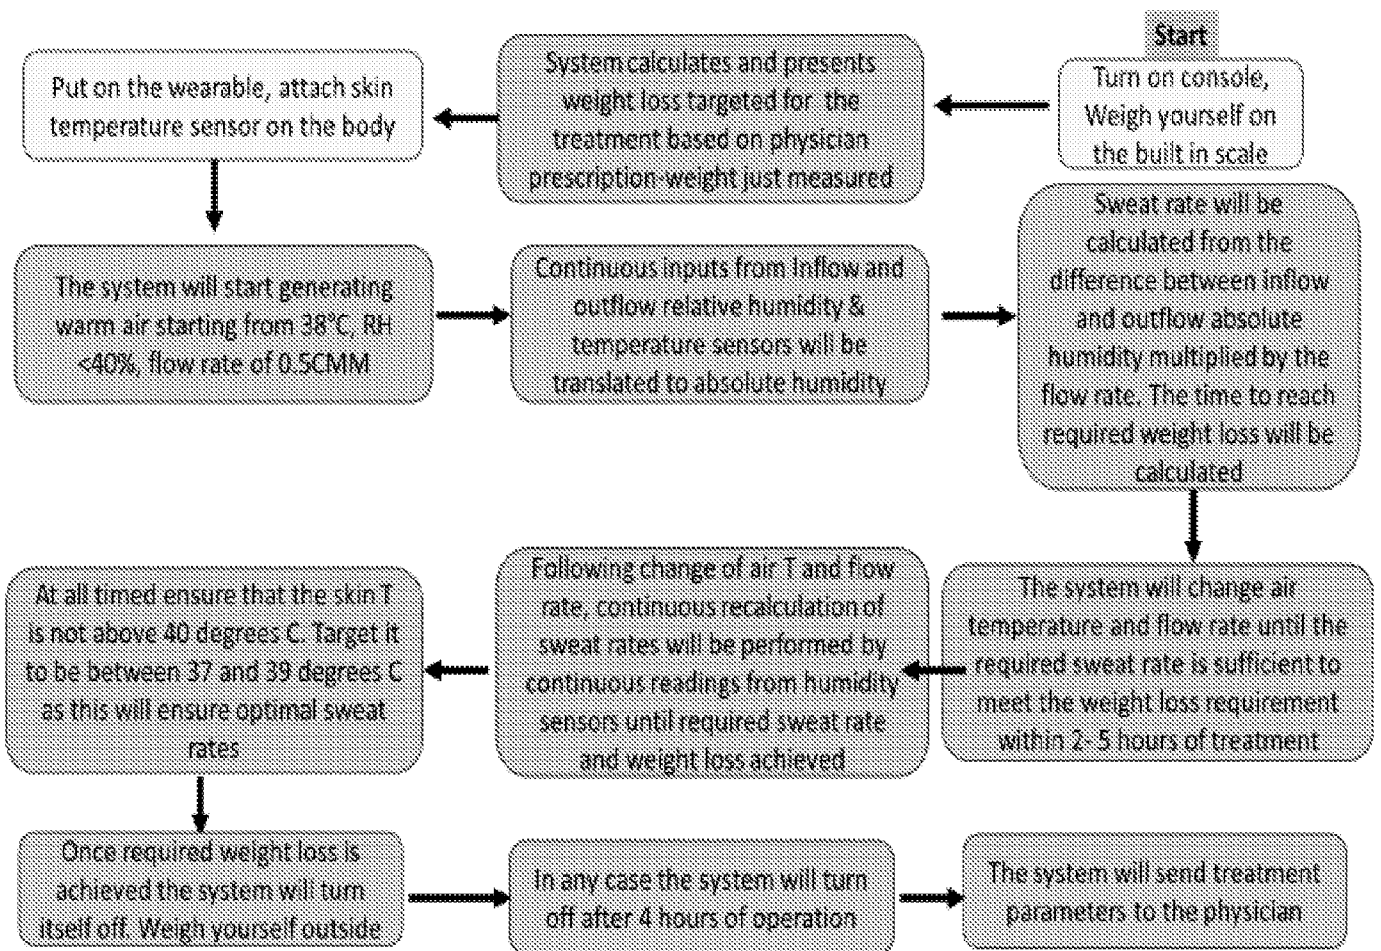 Start
Turn on console,
Weigh yourself on
the built in scale
System calculates and presents
weight loss targeted for the
treatment based on physician
prescription-weight just measured
Put on the wearable, attach skin
temperature sensor on the body
The system will start generating
warm air starting from 38°C, RH
<40%, flow rate of 0.5CMM
Continuous inputs from Inflow and
outflow relative humidity &
temperature sensors will be
translated to absolute humidity
Sweat rate will be
calculated from the
difference between inflow
and outflow absolute
humidity multiplied by the
flow rate. The time to reach
required weight loss will be
calculated
The system will change air
temperature and flow rate until the
required sweat rate is sufficient to
meet the weight loss requirement
within 2- 5 hours of treatment
Following change of air T and flow
rate, continuous recalculation of
sweat rates will be performed by
continuous readings from humidity
sensors until required sweat rate
and weight loss achieved
At all timed ensure that the skin T
is not above 40 degrees C. Target it
to be between 37 and 39 degrees C
as this will ensure optimal sweat
rates
Once required weight loss is
achieved the system will turn
itself off. Weigh yourself outside
In any case the system will turn
off after 4 hours of operation
The system will send treatment
parameters to the physician